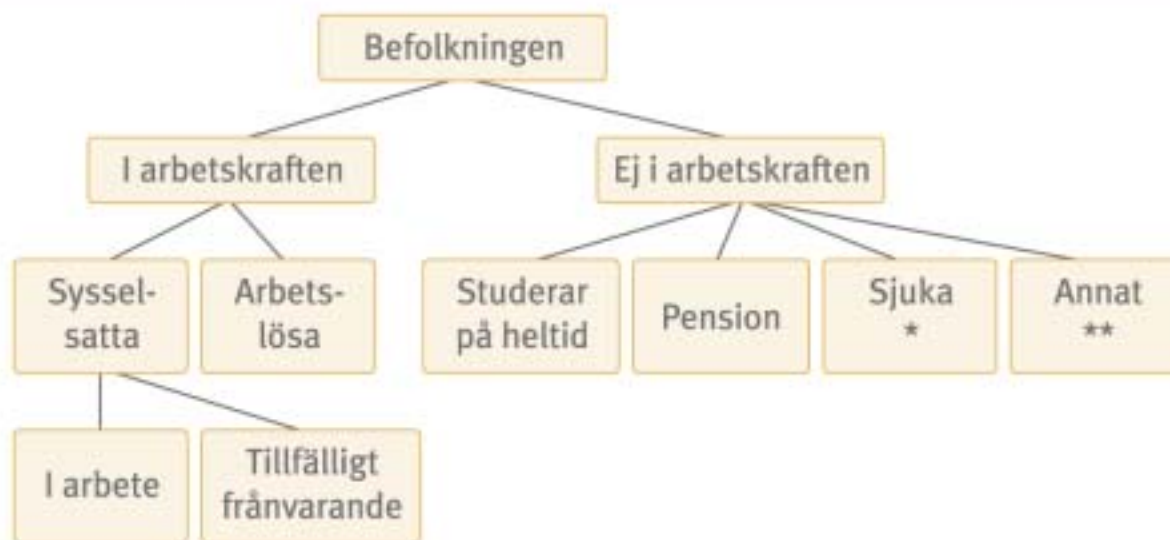 Befolkningen
I arbetskraften
Ej i arbetskraften
Syssel-
satta
Arbets-
lösa
Studerar
på heltid
Pension
Sjuka
*
Annat
**
I arbete
Tillfälligt
frånvarande